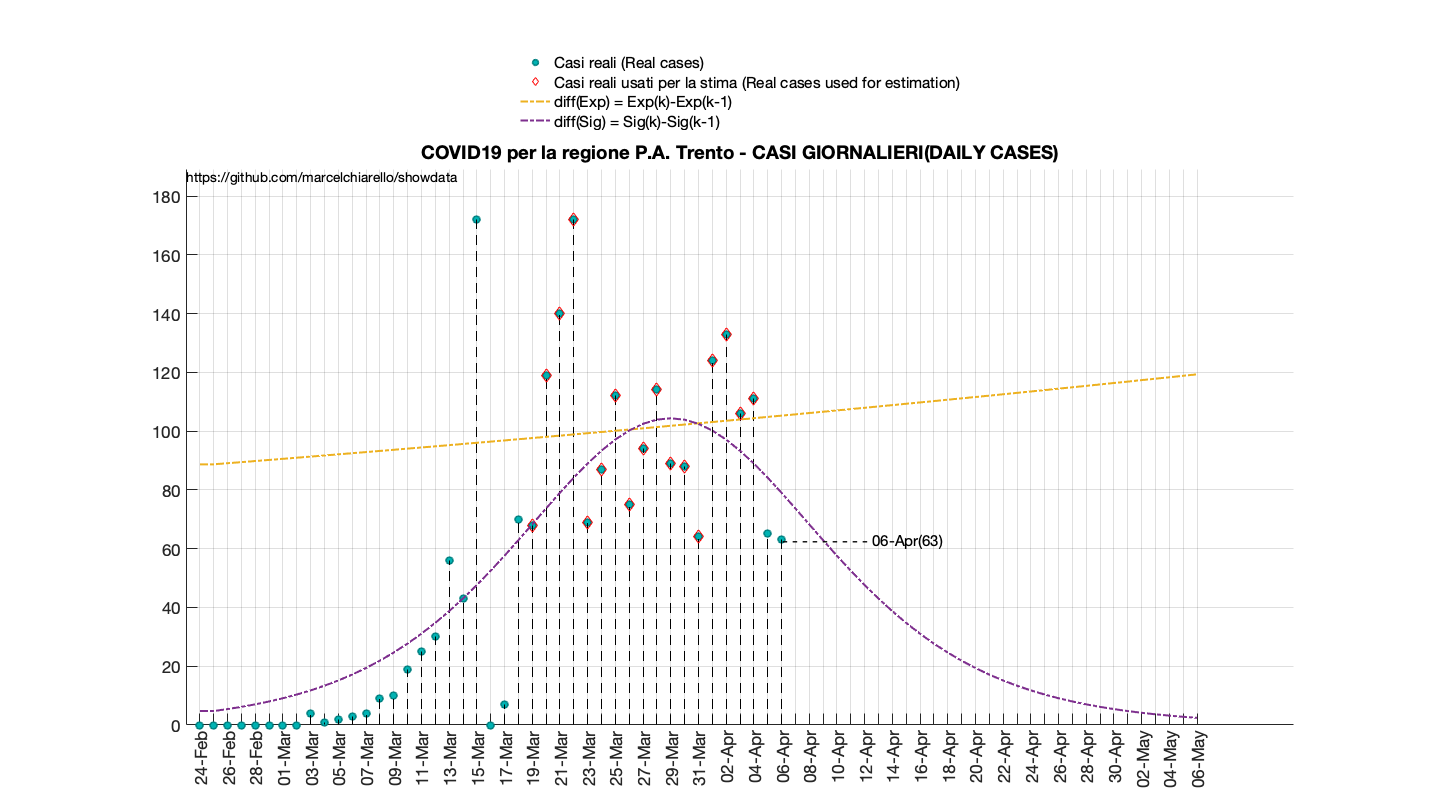 Casi reali (Real cases)
Casi reali usati per la stima (Real cases used for estimation)
diff(Exp) = Exp(k)-Exp(k-1)
diff(Sig) = Sig(k)-Sig(k-1)
COVID19 per la regione P.A. Trento - CASI GIORNALIERI(DAILY CASES)
https://github.com/marcelchiarello/showdata
180
160
140
120
100
80
60
40
20
0
06-Apr(63)
24-Feb
26-Feb
28-Feb
01-Mar
03-Mar
05-Mar
07-Mar
09-Mar
11-Mar
13-Mar
15-Mar
17-Mar
19-Mar
21-Mar
23-Mar
25-Mar
27-Mar
29-Mar
31-Mar
02-Apr
04-Apr
06-Apr
08-Apr
10-Apr
12-Apr
14-Apr
16-Apr
18-Apr
20-Apr
22-Apr
24-Apr
26-Apr
28-Apr
30-Apr
02-May
04-May
06-May